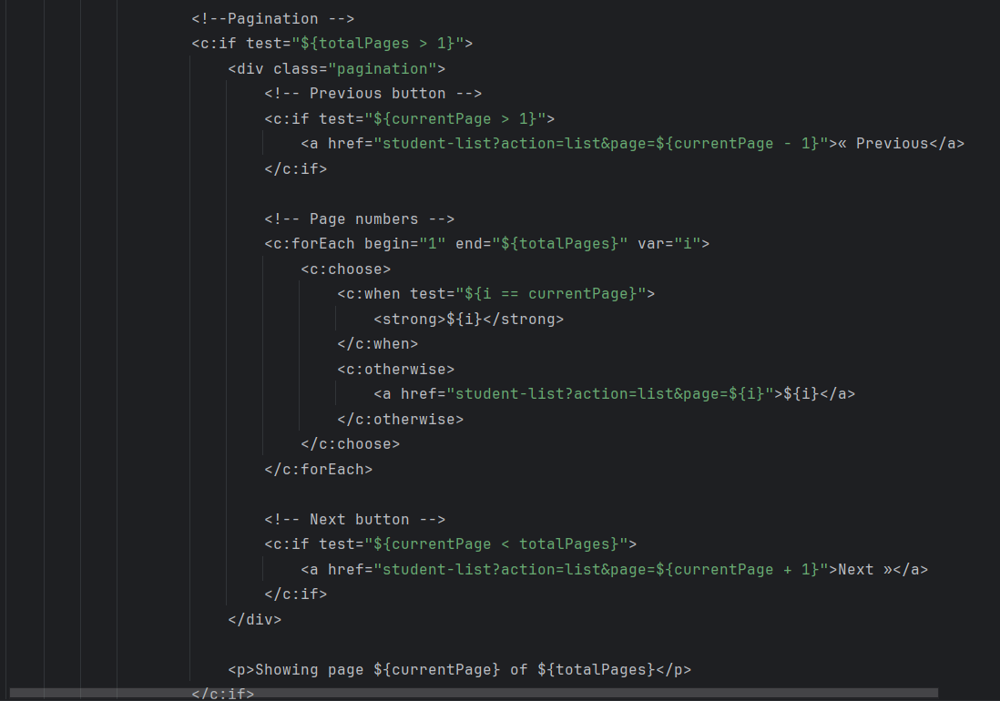 <!--Pagination -->
<c:if test="${totalPages > 1}">
<div class="pagination">
<!-- Previous button -->
<c:if test="${currentPage > 1}">
<a href="student-list?action=list&page=${currentPage - 1}">« Previous</a>
</c:if>
<!-- Page numbers -->
<c:forEach begin="1" end="${totalPages}" var="i">
<c:choose>
<c:when test="${i == currentPage}">
<strong>${i}</strong>
</c:when>
<c:otherwise>
<a href="student-list?action=list&page=${i}">${i}</a>
</c:otherwise>
</c:choose>
</c:forEach>
<!-- Next button -->
<c:if test="${currentPage < totalPages}">
<a href="student-list?action=list&page=${currentPage + 1}">Next »</a>
</c:if>
</div>
<p>Showing page ${currentPage} of ${totalPages}</p>
</c:if>